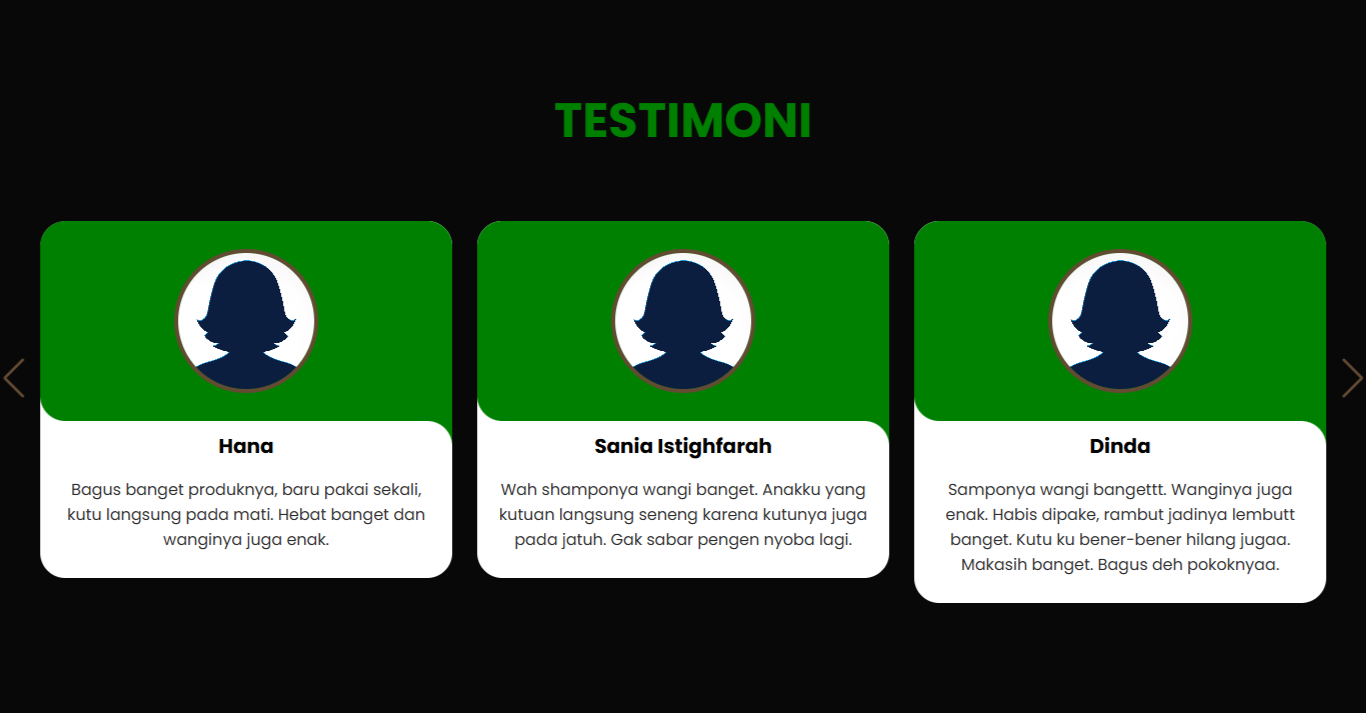 TESTIMONI
Hana
Bagus banget produknya, baru pakai sekali,
kutu langsung pada mati. Hebat banget dan
wanginya juga enak.
Sania Istighfarah
Wah shamponya wangi banget. Anakku yang
kutuan langsung seneng karena kutunya juga
pada jatuh. Gak sabar pengen nyoba lagi.
Dinda
Samponya wangi bangettt. Wanginya juga
enak. Habis dipake, rambut jadinya lembutt
banget. Kutu ku bener-bener hilang jugaa.
Makasih banget. Bagus deh pokoknyaa.